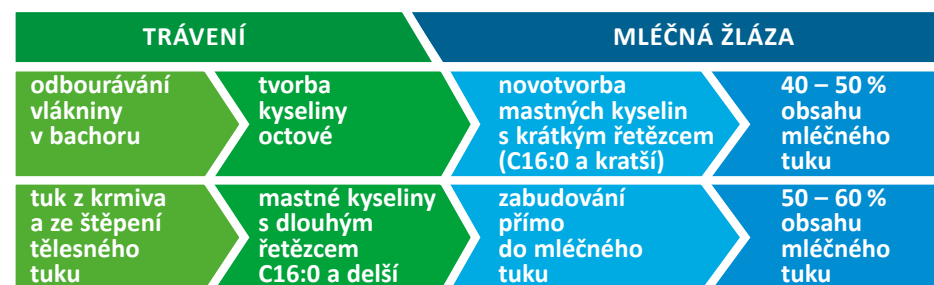 TRÁVENÍ
MLÉČNÁ ŽLÁZA
odbourávání
vlákniny
v bachoru
tvorba
kyseliny
octové
novotvorba
mastných kyselin
s krátkým řetězcem
(C16:0 a kratší)
40 – 50 %
obsahu
mléčného
tuku
tuk z krmiva
a ze štěpení
tělesného
tuku
mastné kyseliny
s dlouhým
řetězcem
C16:0 a delší
zabudování
přímo
do mléčného
tuku
50 – 60 %
obsahu
mléčného
tuku